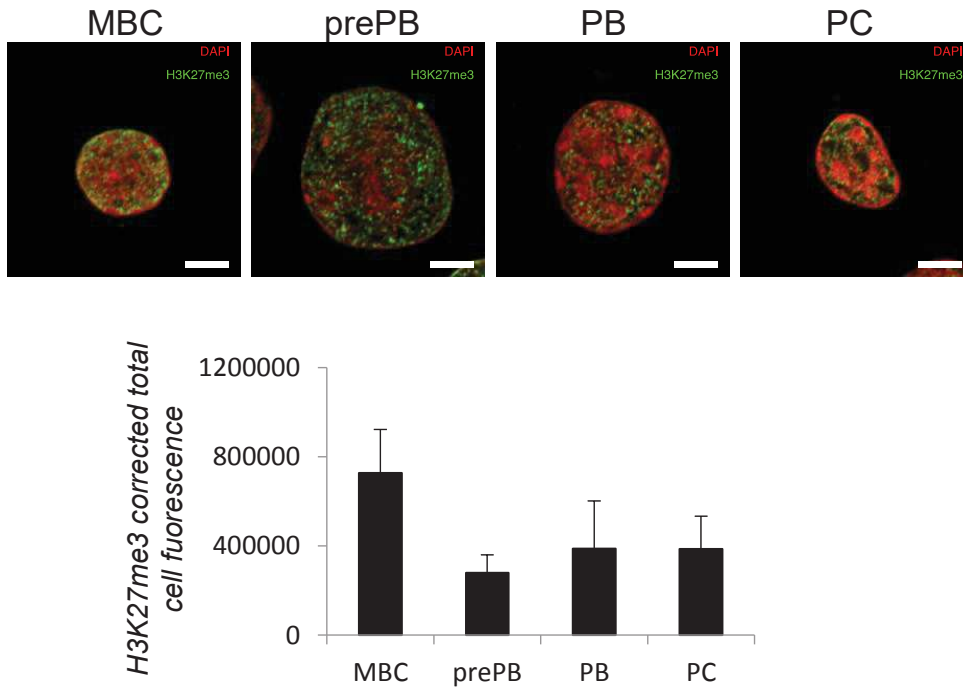 MBC prePB PB PC
DAPI DAPI DAPI DAPI
H3K27me3 H3K27me3 H3K27me3 H3K27me3
H3K27me3 corrected total
cell fuorescence
1200000
800000
400000
0
MBC prePB PB PC